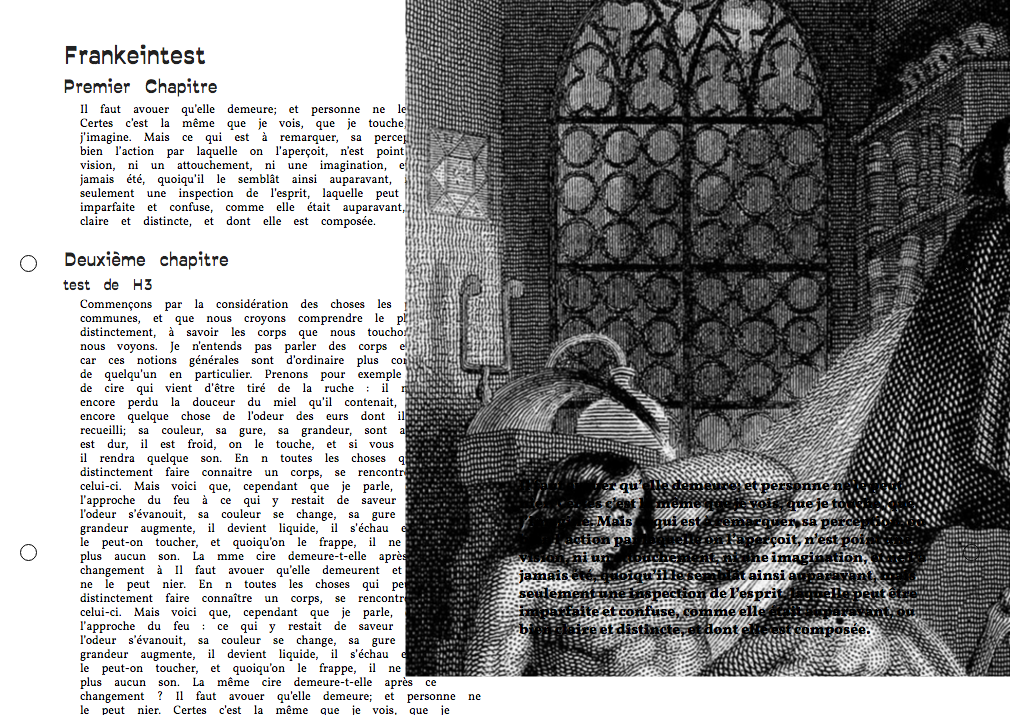 Frankeintest
Premier Chapitre
Il faut avouer qu'elle demeure; et personne ne le
Certes c'est la même que je vois, que je touche,
j'imagine. Mais ce qui est à remarquer, sa
bien l'action par laquelle on l'aperçoit, n'est point
vision, ni un attouchement, ni une imagination,
jamais été, quoiqu'il le semblât ainsi auparavant,
seulement une inspection de l'esprit, laquelle peut
imparfaite et confuse, comme elle était auparavant,
claire et distincte, et dont elle est composée.
Deuxième chapitre
test de H3
Commençons par la considération des choses les
communes, et que nous croyons comprendre le
distinctement, à savoir les corps que nous
nous voyons. Je n'entends pas parler des corps
car ces notions générales sont d'ordinaire plus
de quelqu'un en particulier. Prenons pour exemple
de cire qui vient d'être tiré de la ruche : il
encore perdu la douceur du miel qu'il contenait,
encore quelque chose de l'odeur des eurs dont il
recueilli; sa couleur, sa gure, sa grandeur, sont
est dur, il est froid, on le touche, et si vous
il rendra quelque son. En n toutes les choses
distinctement faire connaitre un corps, se
celui-ci. Mais voici que, cependant que je parle,
l'approche du feu à ce qui y restait de saveur
l'odeur s'évanouit, sa couleur se change, sa gure
grandeur augmente, il devient liquide, il s'échau
le peut-on toucher, et quoiqu'on le frappe, il ne
plus aucun son. La mme cire demeure-t-elle après
changement à Il faut avouer qu'elle demeurent et
ne le peut nier. En n toutes les choses qui
distinctement faire connaître un corps, se
celui-ci. Mais voici que, cependant que je parle,
l'approche du feu : ce qui y restait de saveur
l'odeur s'évanouit, sa couleur se change, sa gure
grandeur augmente, il devient liquide, il s'échau
le peut-on toucher, et quoiqu'on le frappe, il ne
plus aucun son. La même cire demeure-t-elle après ce
changement ? Il faut avouer qu'elle demeure; et personne ne
le peut nier. Certes c'est la même que je vois, que je
qu'elle demeure; et personne ne le peut
c'est la même que je vois, que je touche, que
Mais ce qui est à remarquer, sa perception, ou
l'action par laquelle on l'aperçoit, n'est point une
vision, ni un attouchement, ni une imagination, et ne l'a
jamais été, quoiqu'il le semblât ainsi auparavant, mais
seulement une inspection de l'esprit, laquelle peut être
imparfaite et confuse, comme elle était auparavant, ou
bien claire et distincte, et dont elle est composée.